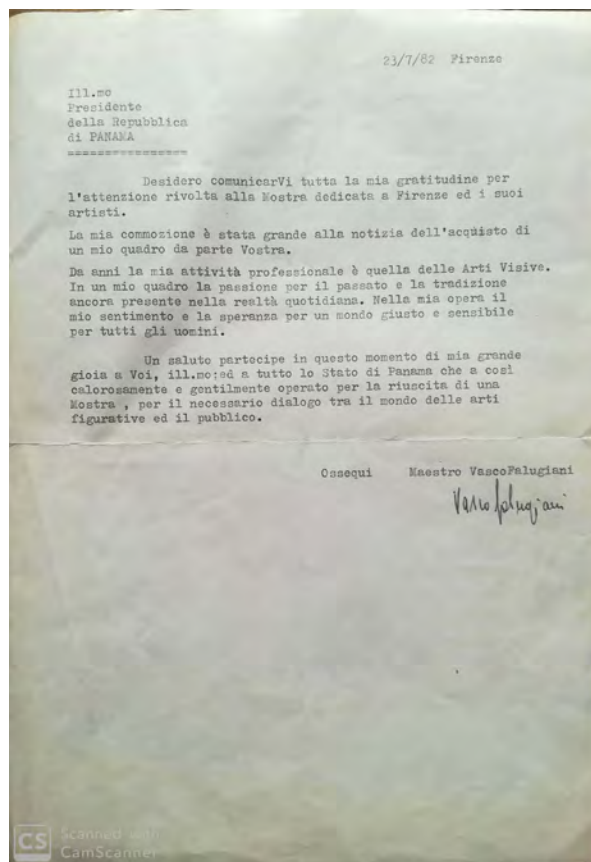 23/7/82 Firenze
Ill.mo
Presidente
della Repubblica
di PANAMA
================
Desidero comunicarVi tutta la mia gratitudine per
l'attenzione rivolta alla Mostra dedicata a Firenze ed i suoi
artisti.
La mia commozione è stata grande alla notizia dell'acquisto di
un mio quadro da parte Vostra.
Da anni la mia attività professionale è quella delle Arti Visive.
In un mio quadro la passione per il passato e la tradizione
ancora presente nella realtà quotidiana. Nella mia opera il
mio sentimento e la speranza per un mondo giusto e sensibile
per tutti gli uomini.
Un saluto partecipe in questo momento di mia grande
gioia a Voi, ill.mo;ed a tutto lo Stato di Panama che a così
calorosamente e gentilmente operato per la riuscita di una
Mostra , per il necessario dialogo tra il mondo delle arti
figurative ed il pubblico.
Ossequi Maestro VascoFalugiani
Vasco falugiani
CS Scanned with
CamScanner